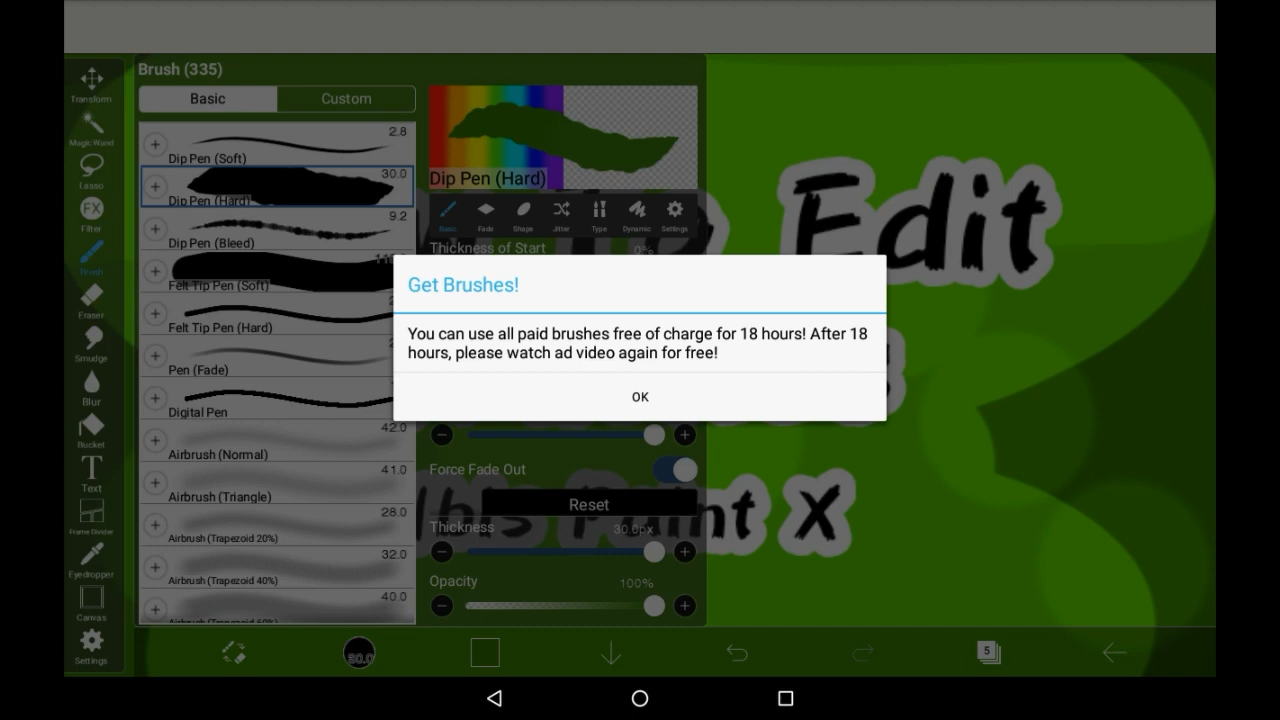 Brush (335)
Basic
Custom
2.8
Dip Pen (Soft)
30.0
Dip Pen (Hard)
9.2
Dip Pen (Bleed)
Felt Tip Pen (Soft)
Felt Tip Pen (Hard)
Pen (Fade)
Digital Pen
42.0
Airbrush (Normal)
41.0
Airbrush (Triangle)
28.0
Airbrush (Trapezoid 20%)
32.0
Airbrush (Trapezoid 40%)
40.0
Airbrush (Trapezoid 60%)
Transform
Magic Wand
Lasso
FX
Filter
Brush
Eraser
Smudge
Blur
Bucket
T
Text
Frame Divider
Eyedropper
Canvas
Settings
Dip Pen (Hard)
Basic
Fade
Shape
Jitter
Type
Dynamic
Settings
Thickness of Start
0%
Get Brushes!
You can use all paid brushes free of charge for 18 hours! After 18
hours, please watch ad video again for free!
OK
Force Fade Out
Reset
Thickness
30.0px
Opacity
100%
Edit
Ibis Paint X
30.0
5